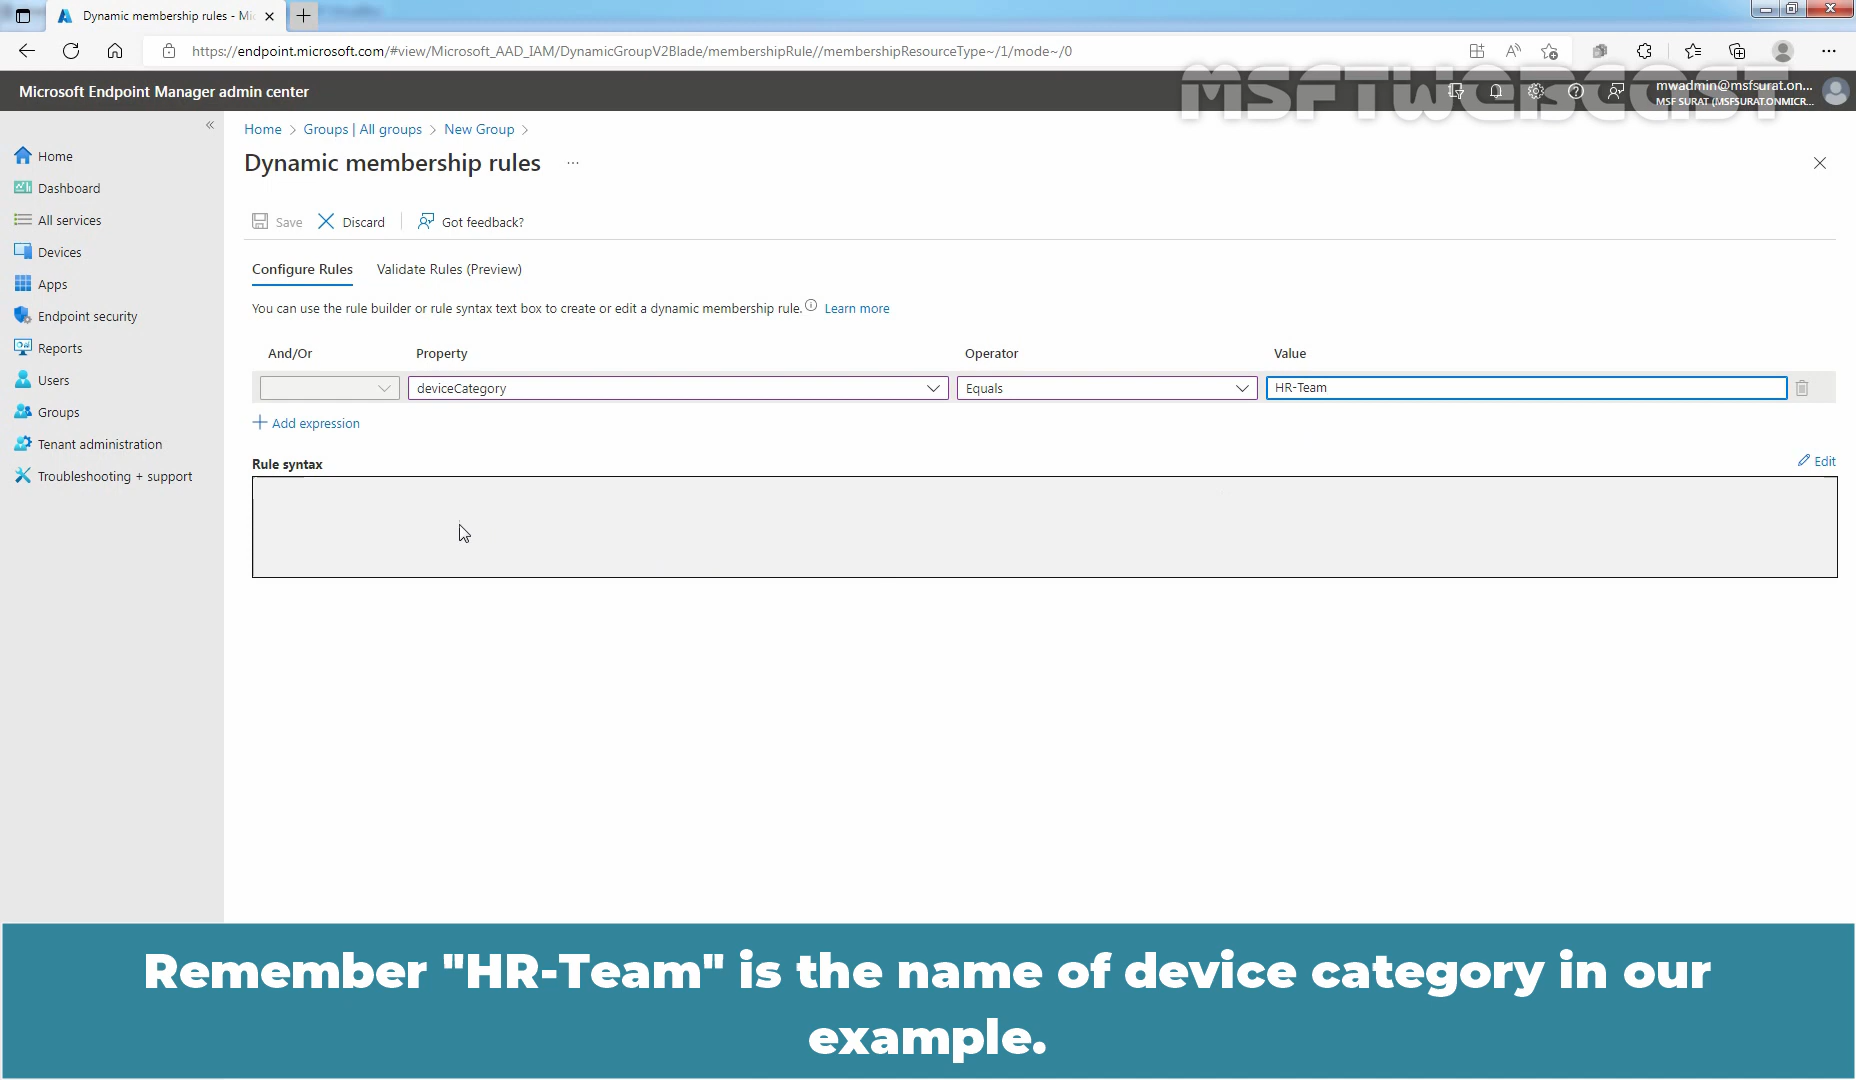 Dynamic membership rules - Mi
https://endpoint.microsoft.com/#view/Microsoft_AAD_IAM/DynamicGroupV2Blade/membershipRule//membershipResourceType~/1/mode~/0
Microsoft Endpoint Manager admin center
mwadmin@msfsurat.on...
MSF SURAT (MSFSURAT.ONMICR...
MSFTWEBCAST
Home > Groups | All groups > New Group >
Dynamic membership rules ...
Home
Dashboard
All services
Devices
Apps
Endpoint security
Reports
Users
Groups
Tenant administration
Troubleshooting + support
Save Discard Got feedback?
Configure Rules Validate Rules (Preview)
You can use the rule builder or rule syntax text box to create or edit a dynamic membership rule. Learn more
And/Or Property Operator Value
deviceCategory Equals HR-Team
+ Add expression
Rule syntax Edit
Remember "HR-Team" is the name of device category in our
example.